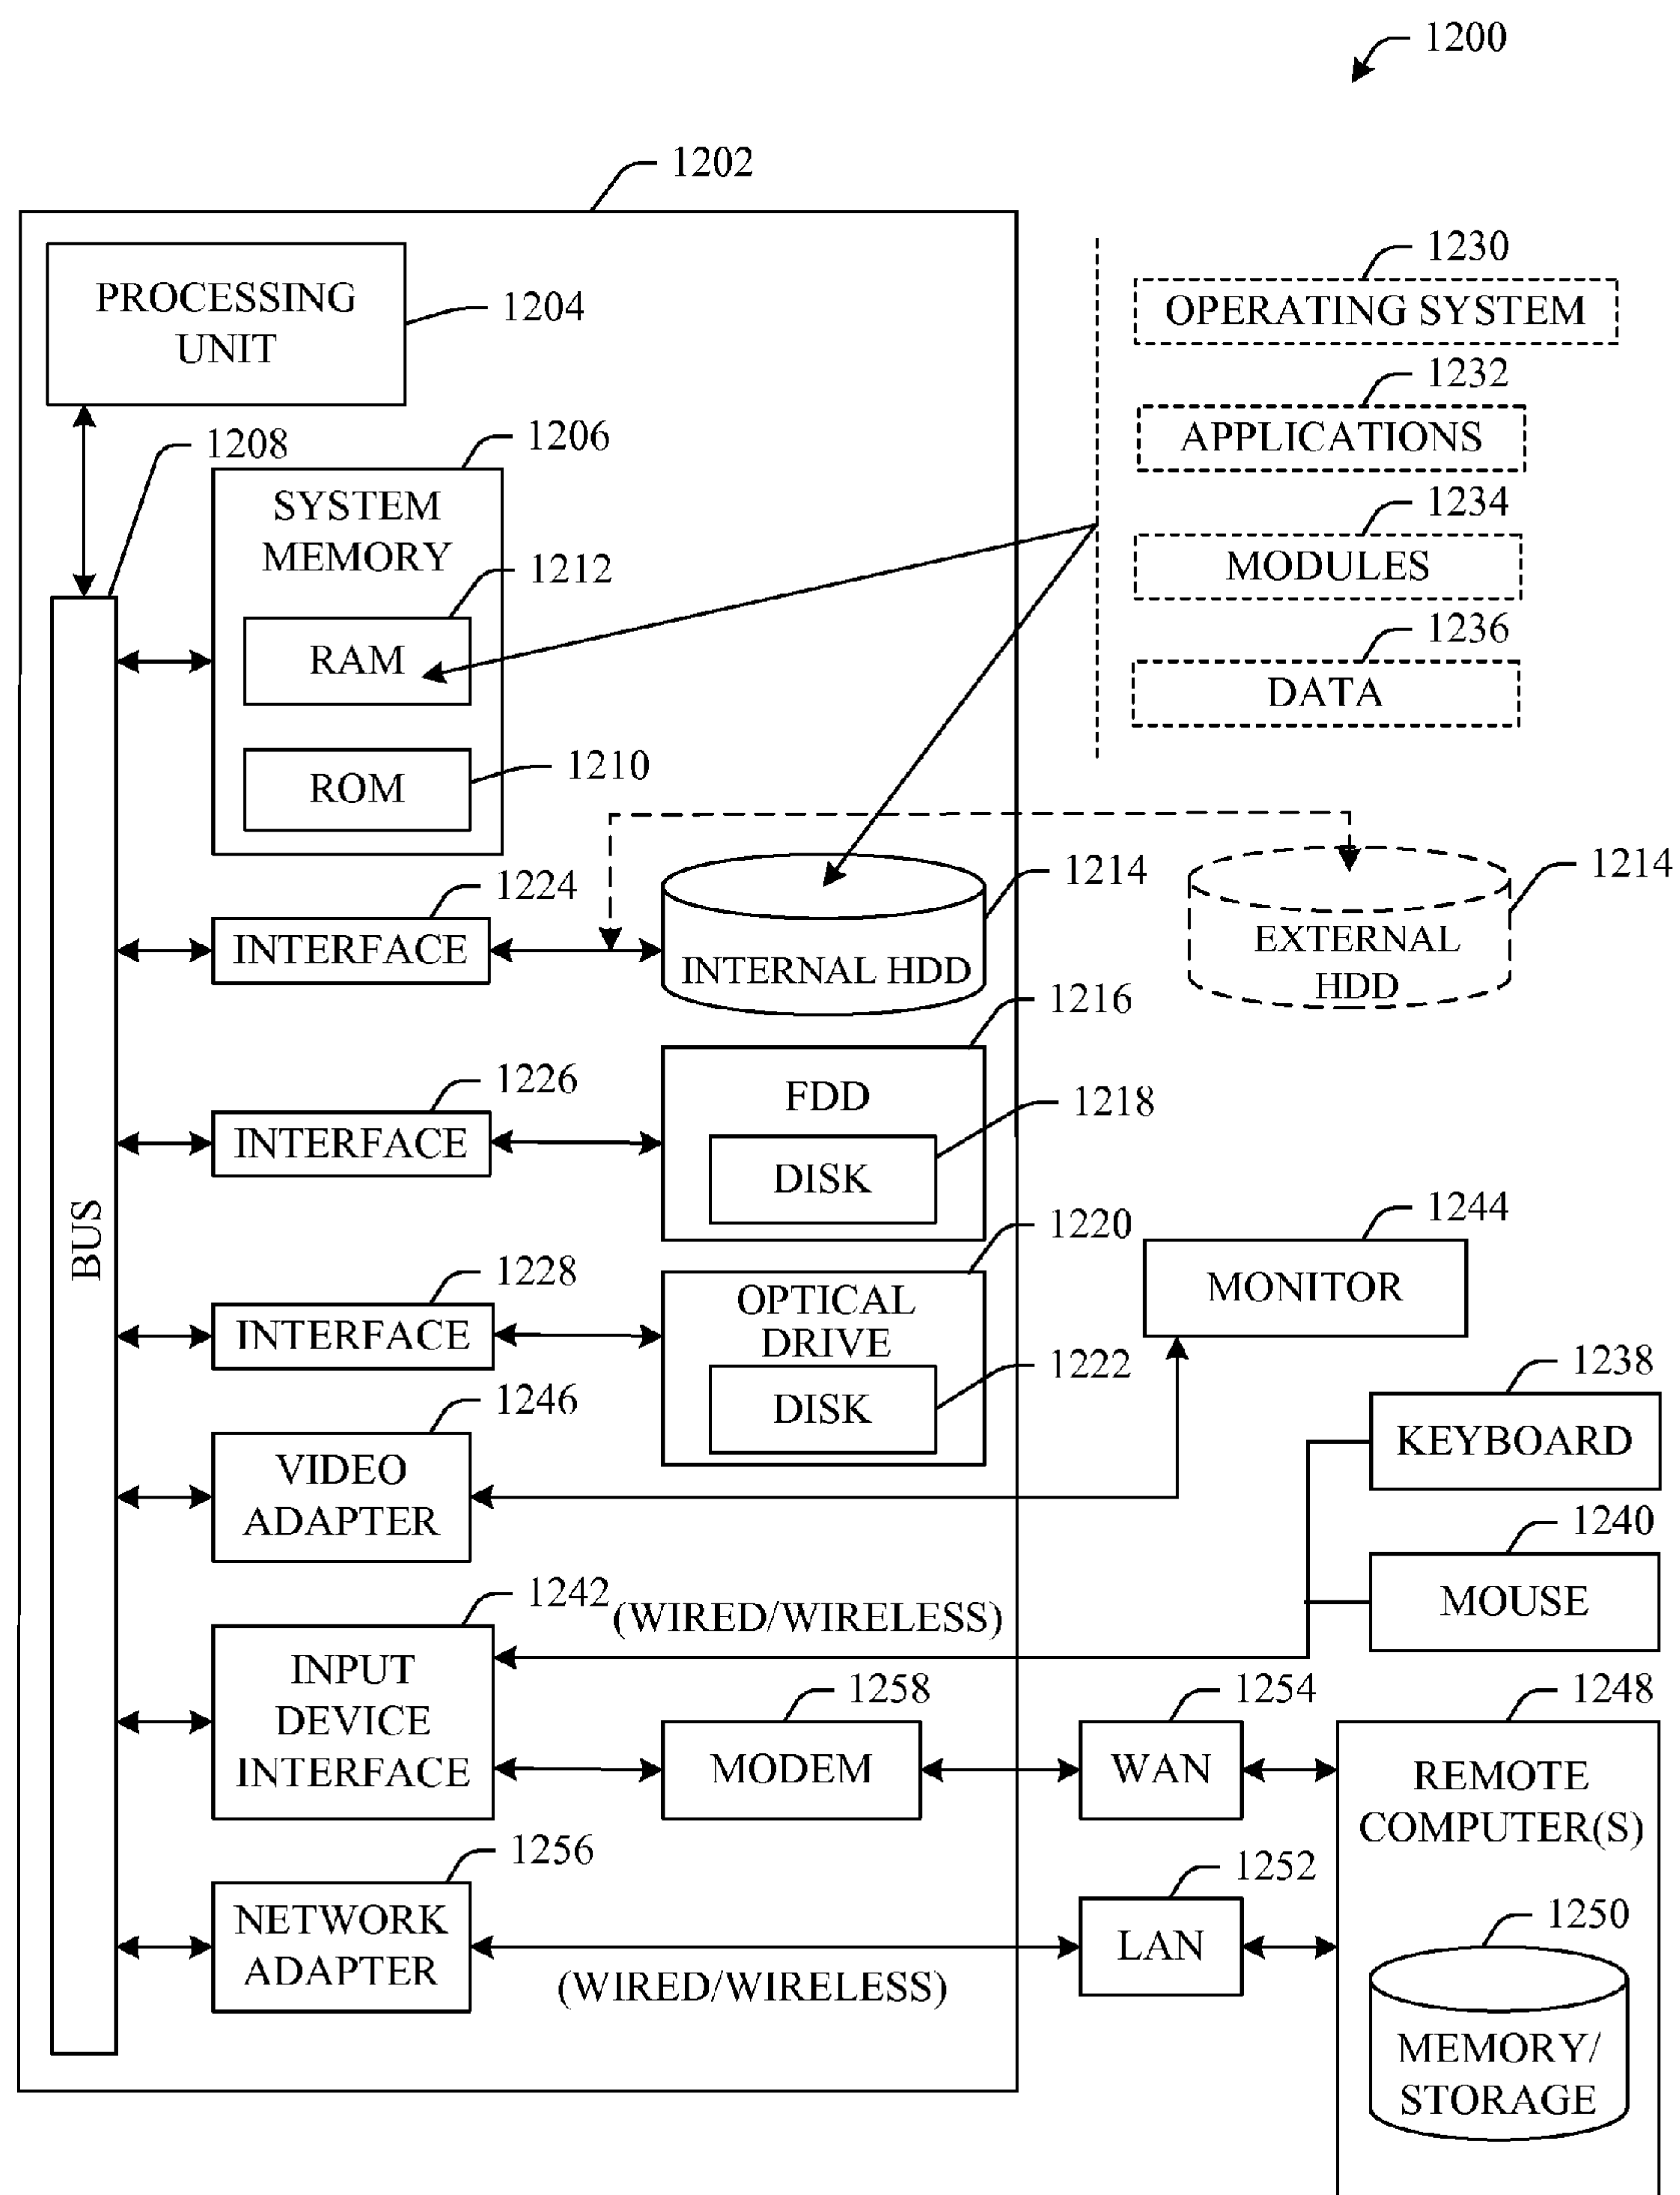 1200
1202
PROCESSING
UNIT
1204
1230
OPERATING SYSTEM
1232
APPLICATIONS
1234
MODULES
1236
DATA
1208
1206
SYSTEM
MEMORY
1212
RAM
1210
ROM
BUS
1224
INTERFACE
1214
INTERNAL HDD
1214
EXTERNAL
HDD
1226
INTERFACE
1216
FDD
1218
DISK
1228
INTERFACE
1220
OPTICAL
DRIVE
1222
DISK
1244
MONITOR
1246
VIDEO
ADAPTER
1238
KEYBOARD
1240
MOUSE
1242
(WIRED/WIRELESS)
INPUT
DEVICE
INTERFACE
1258
MODEM
1254
WAN
1248
REMOTE
COMPUTER(S)
1256
NETWORK
ADAPTER
(WIRED/WIRELESS)
1252
LAN
1250
MEMORY/
STORAGE